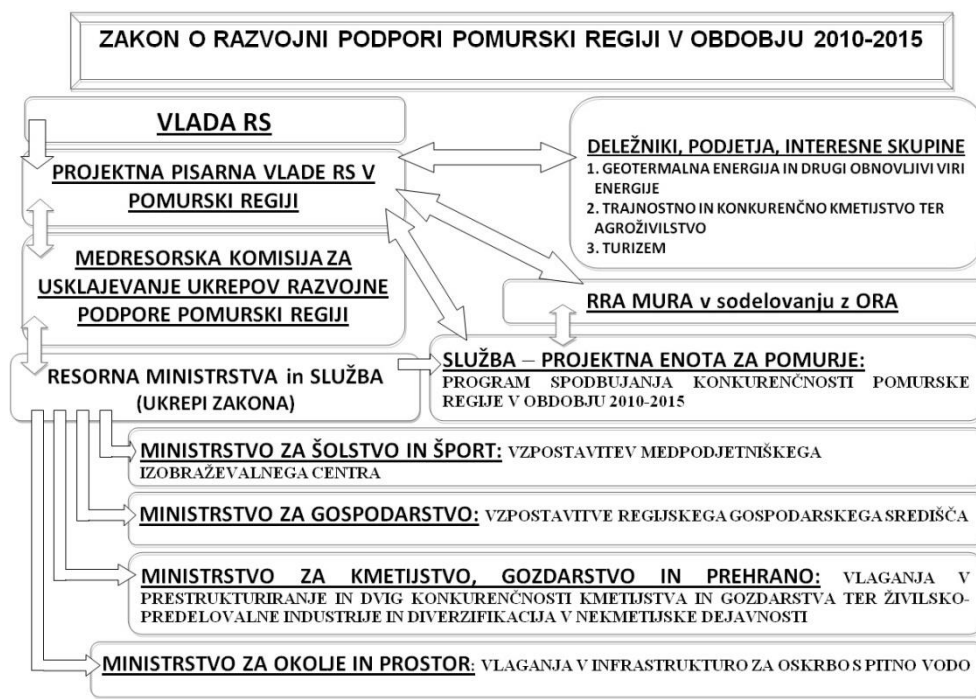 ZAKON O RAZVOJNI PODPORI POMURSKI REGIJI V OBDOBJU 2010-2015
VLADA RS
PROJEKTNA PISARNA VLADE RS V
POMURSKI REGIJI
MEDRESORSKA KOMISIJA ZA
USKLAJEVANJE UKREPOV RAZVOJNE
PODPORE POMURSKI REGIJI
RESORNA MINISTRSTVA in SLUŽBA
(UKREPI ZAKONA)
DELEŽNIKI, PODJETJA, INTERESNE SKUPINE
1. GEOTERMALNA ENERGIJA IN DRUGI OBNOVLJIVI VIRI
ENERGIJE
2. TRAJNOSTNO IN KONKURENČNO KMETIJSTVO TER
AGROŽIVILSTVO
3. TURIZEM
RRA MURA v sodelovanju z ORA
SLUŽBA – PROJEKTNA ENOTA ZA POMURJE:
PROGRAM SPODBUJANJA KONKURENČNOSTI POMURSKE
REGIJE V OBDOBJU 2010-2015
MINISTRSTVO ZA ŠOLSTVO IN ŠPORT: VZPOSTAVITEV MEDPODJETNIŠKEGA
IZOBRAŽEVALNEGA CENTRA
MINISTRSTVO ZA GOSPODARSTVO: VZPOSTAVITVE REGIJSKEGA GOSPODARSKEGA SREDIŠČA
MINISTRSTVO ZA KMETIJSTVO, GOZDARSTVO IN PREHRANO: VLAGANJA V
PRESTRUKTURIRANJE IN DVIG KONKURENČNOSTI KMETIJSTVA IN GOZDARSTVA TER ŽIVILSKO-
PREDELOVALNE INDUSTRIJE IN DIVERZIFIKACIJA V NEKMETIJSKE DEJAVNOSTI
MINISTRSTVO ZA OKOLJE IN PROSTOR: VLAGANJA V INFRASTRUKTURO ZA OSKRBO S PITNO VODO